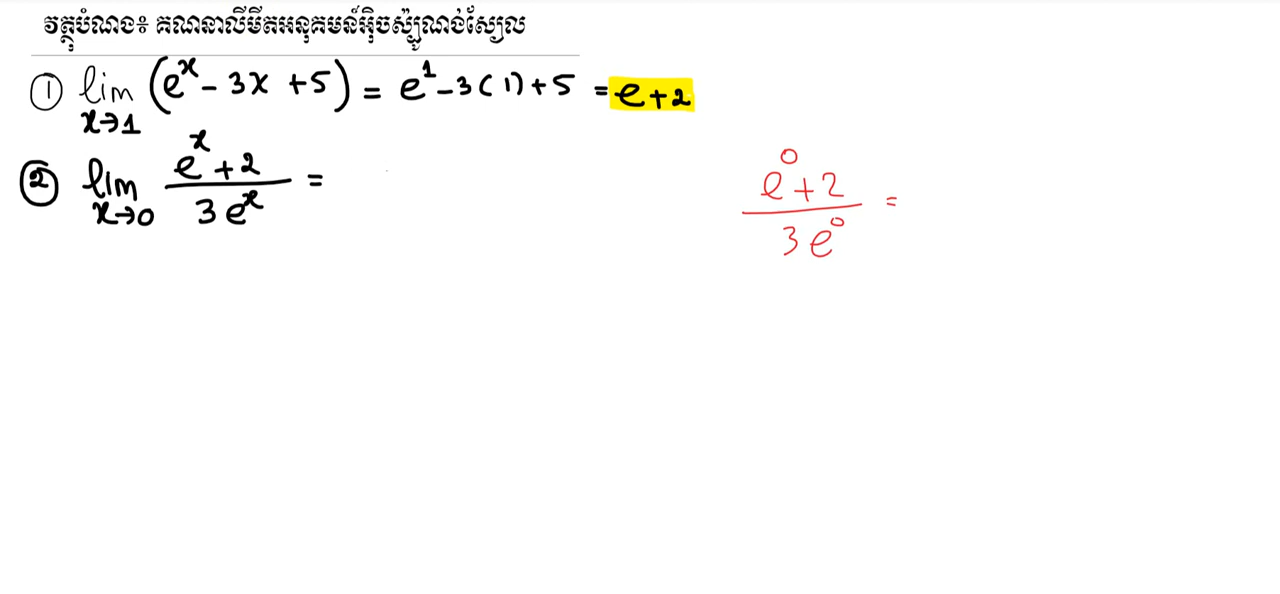 វត្ថុបំណង៖ គណនាលីមីតអនុគមន៍អ៊ិចស្ប៉ូណង់ស្យែល
① lim x→1 (e^x - 3x + 5) = e^1 - 3(1) + 5 = e + 2
② lim x→0 (e^x + 2)/(3e^x) =
(e^0 + 2)/(3e^0) =